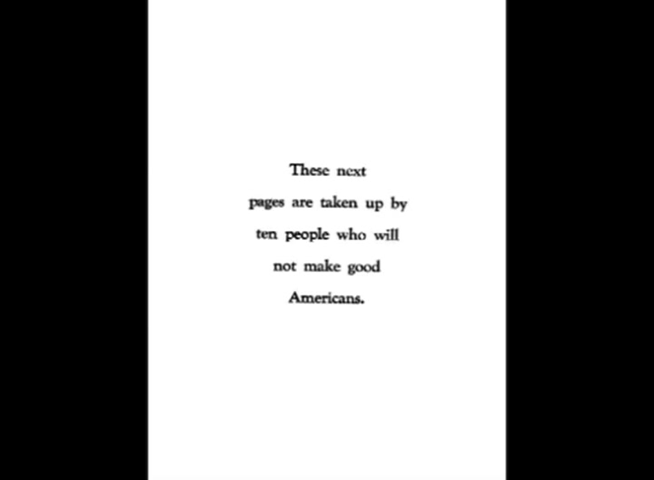 These next
pages are taken up by
ten people who will
not make good
Americans.